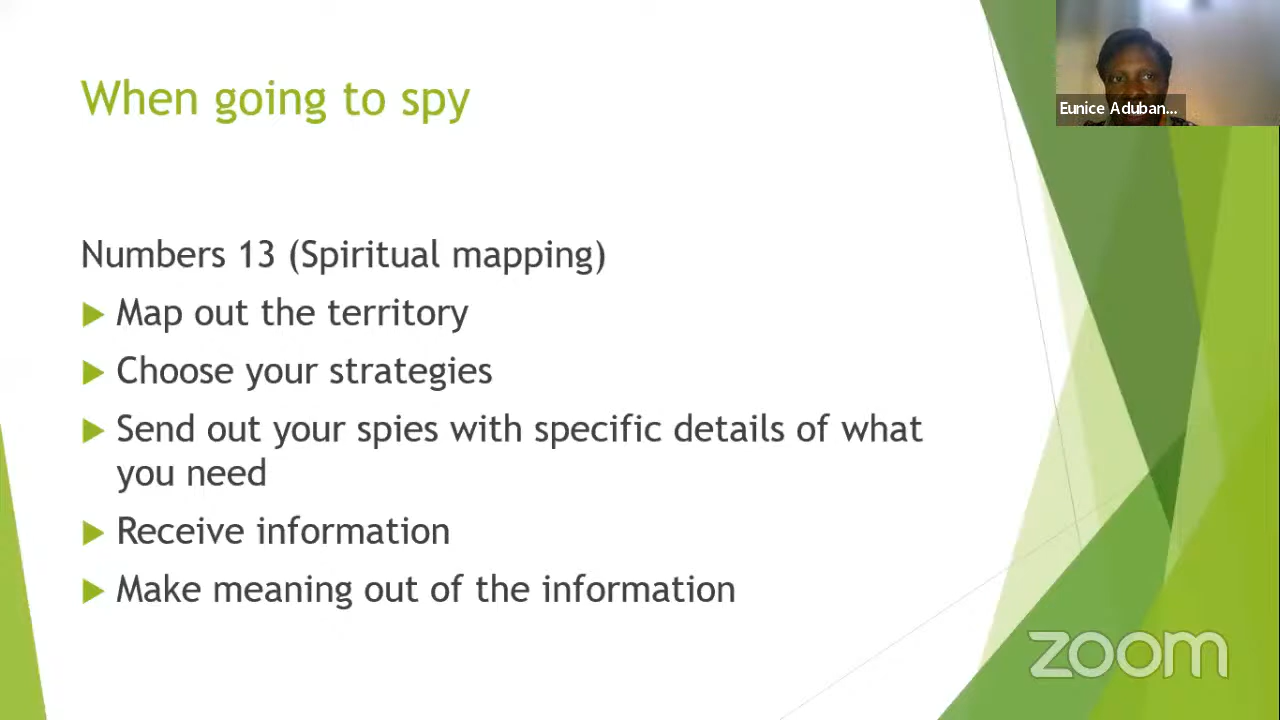 When going to spy
Eunice Aduban...
Numbers 13 (Spiritual mapping)
Map out the territory
Choose your strategies
Send out your spies with specific details of what
you need
Receive information
Make meaning out of the information
zoom